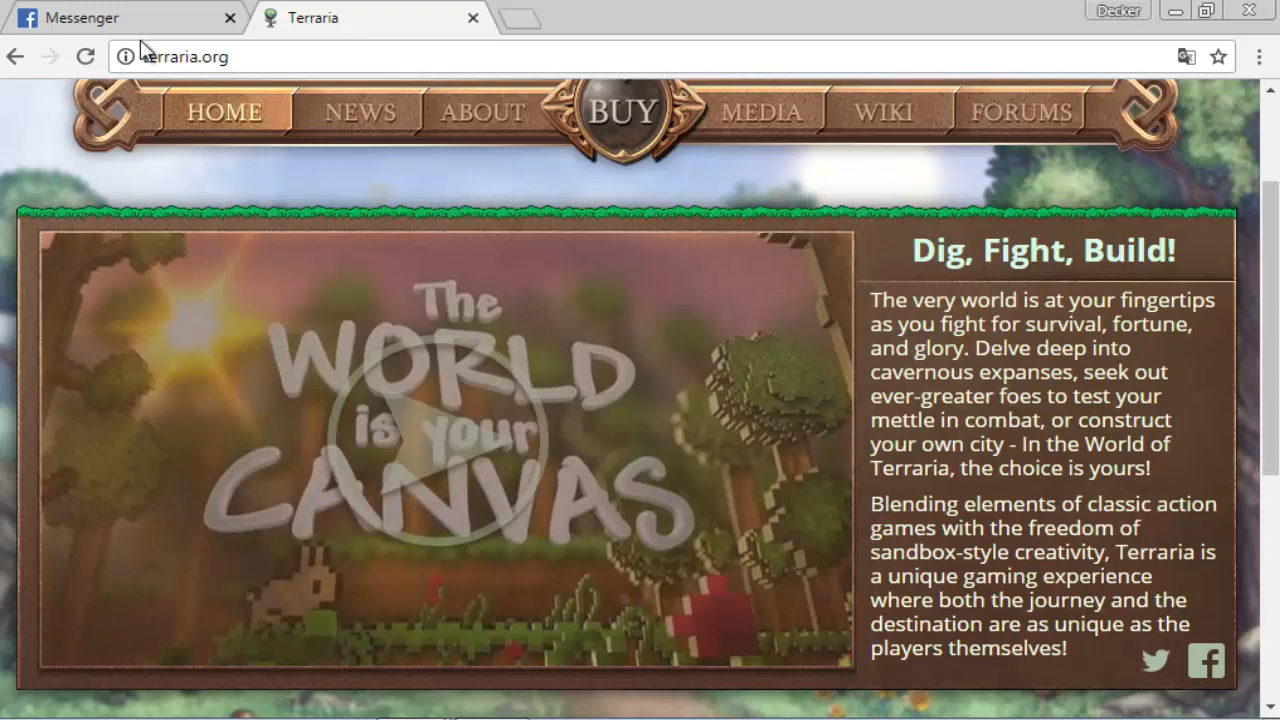 Messenger
Terraria
Decker
terraria.org
HOME
NEWS
ABOUT
BUY
MEDIA
WIKI
FORUMS
The
WORLD
is your
CANVAS
Dig, Fight, Build!
The very world is at your fingertips
as you fight for survival, fortune,
and glory. Delve deep into
cavernous expanses, seek out
ever-greater foes to test your
mettle in combat, or construct
your own city - In the World of
Terraria, the choice is yours!
Blending elements of classic action
games with the freedom of
sandbox-style creativity, Terraria is
a unique gaming experience
where both the journey and the
destination are as unique as the
players themselves!